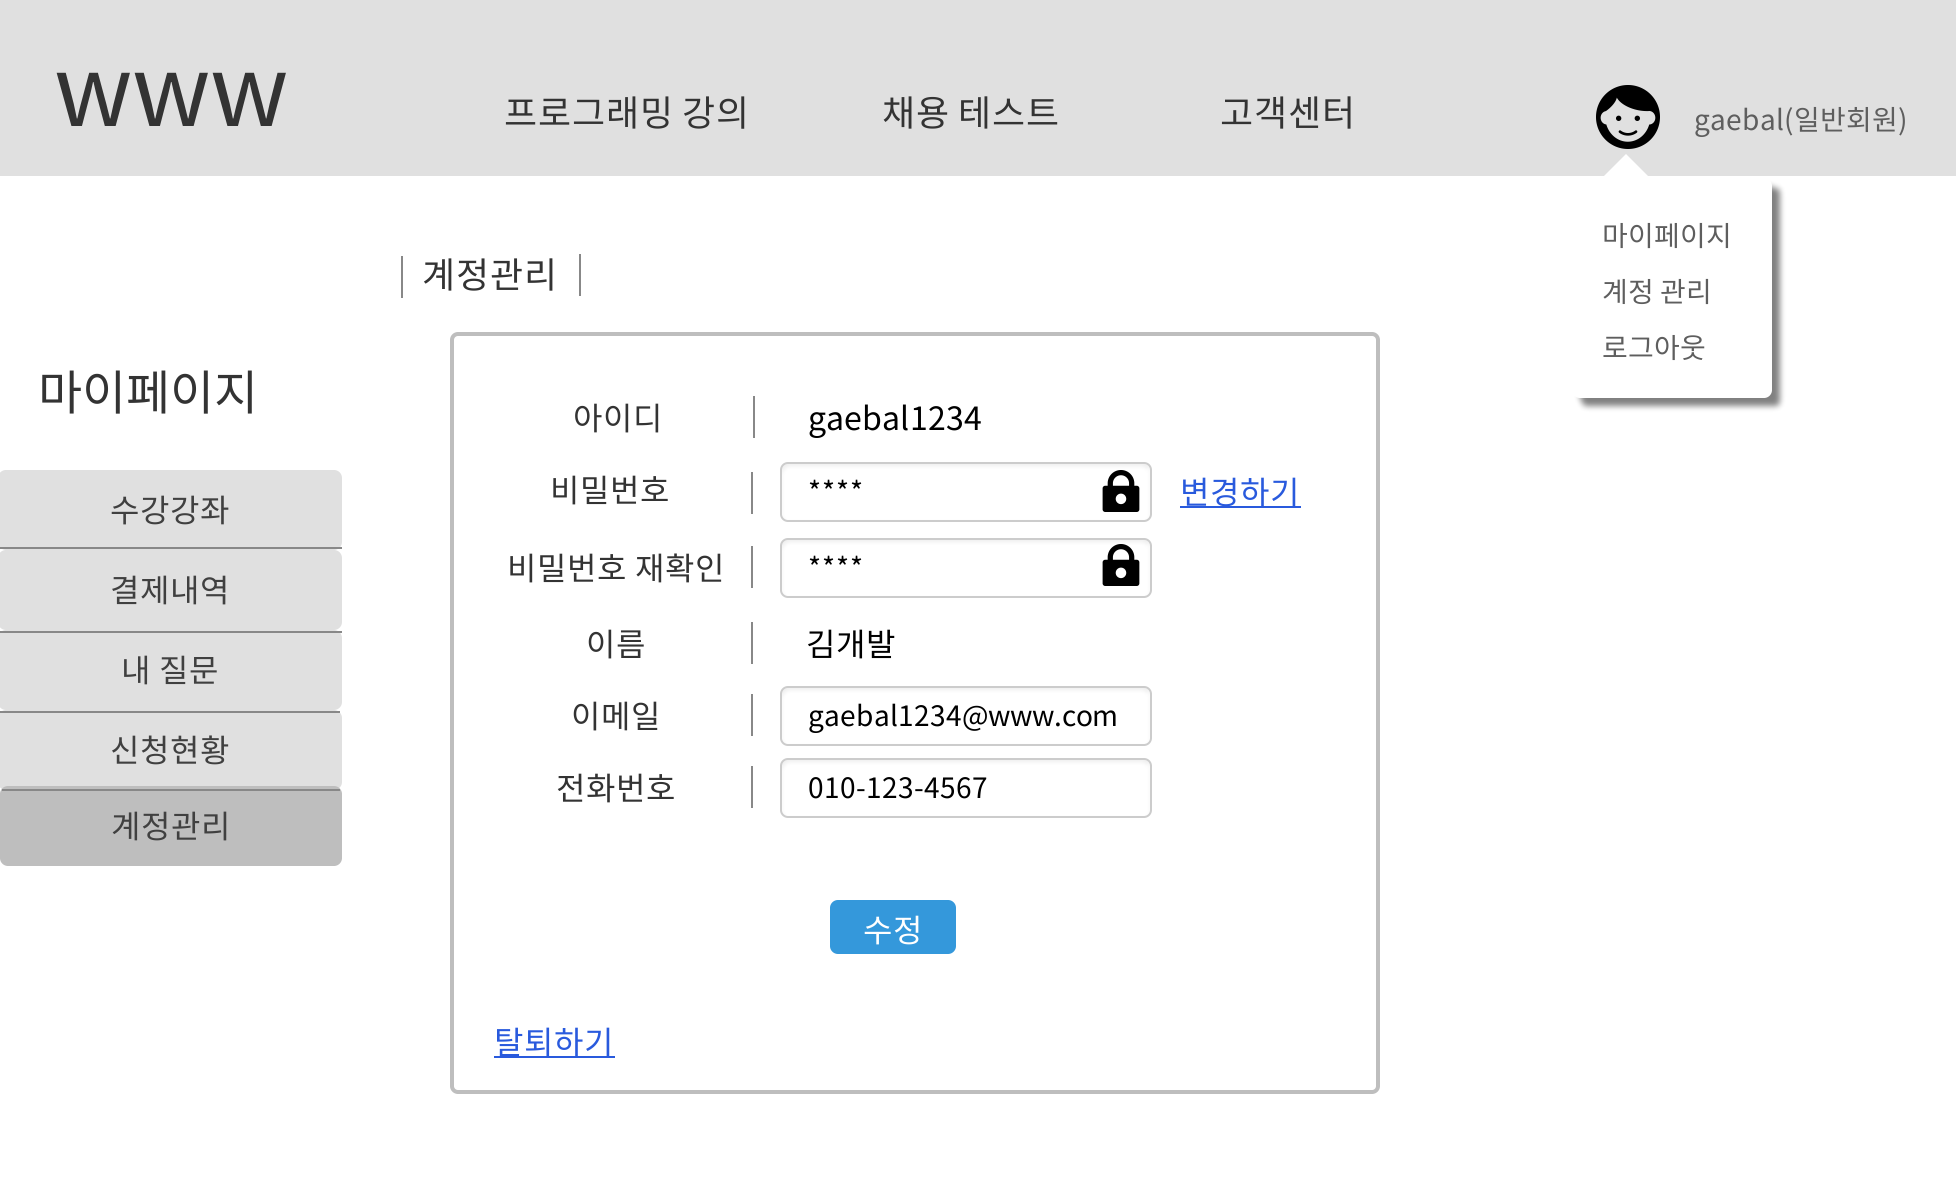 WWW
프로그래밍 강의
채용 테스트
고객센터
gaebal(일반회원)
마이페이지
계정 관리
로그아웃
계정관리
마이페이지
수강강좌
결제내역
내 질문
신청현황
계정관리
아이디 gaebal1234
비밀번호 **** 변경하기
비밀번호 재확인 ****
이름 김개발
이메일 gaebal1234@www.com
전화번호 010-123-4567
수정
탈퇴하기